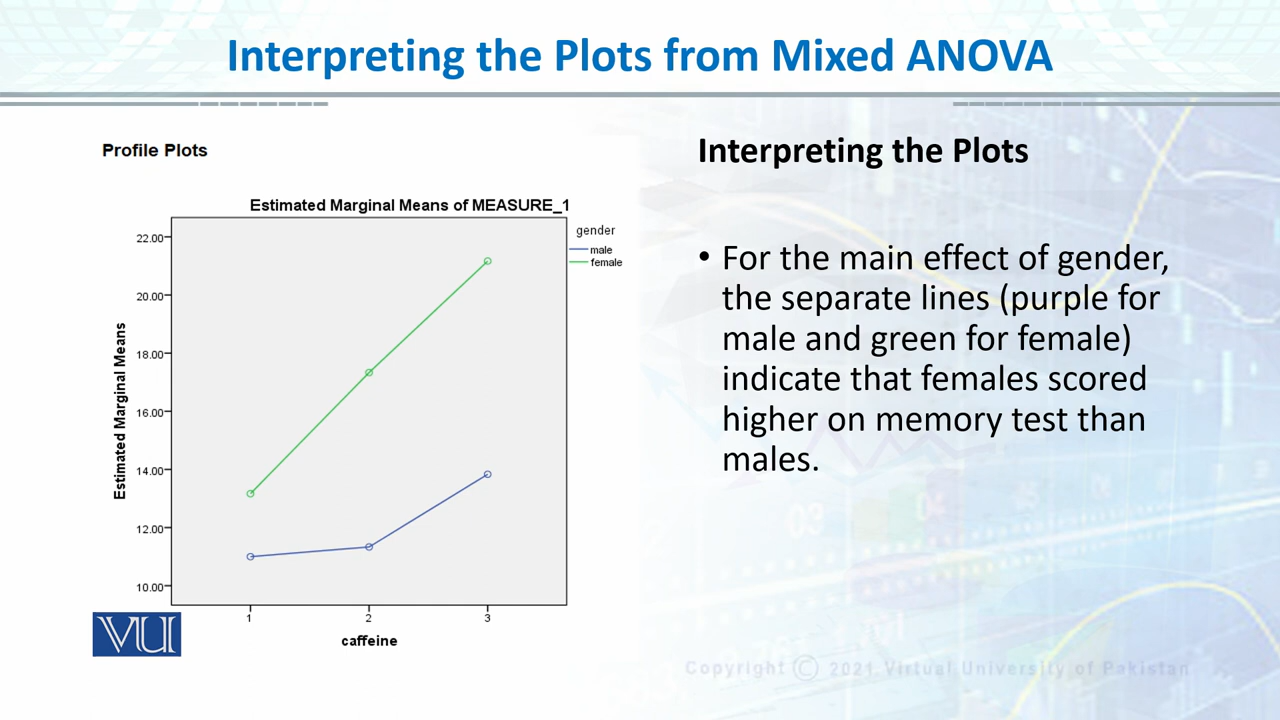 Interpreting the Plots from Mixed ANOVA
Profile Plots
Estimated Marginal Means of MEASURE_1
gender
male
female
22.00
20.00
18.00
16.00
14.00
12.00
10.00
Estimated Marginal Means
1
2
3
caffeine
VU
Interpreting the Plots
• For the main effect of gender,
the separate lines (purple for
male and green for female)
indicate that females scored
higher on memory test than
males.
03
Copyright © 2021 Virtual University of Pakistan